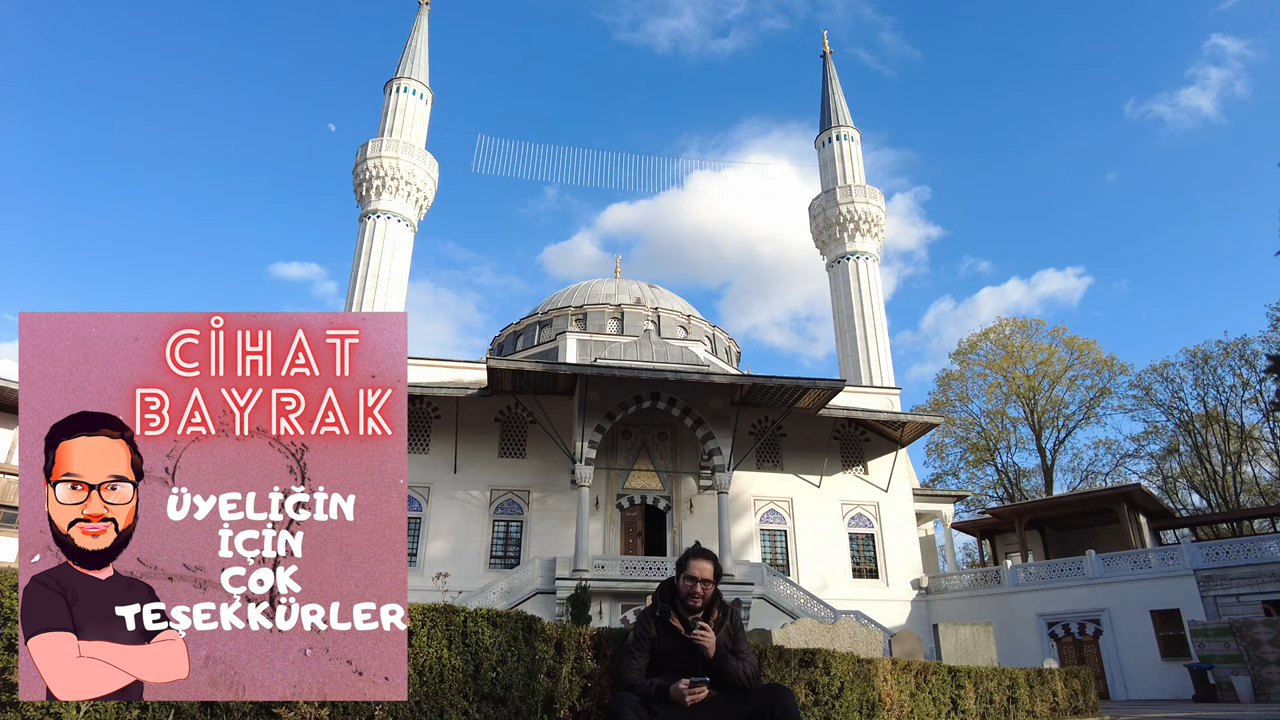 CİHAT
BAYRAK
ÜYELİĞİN
İÇİN
ÇOK
TEŞEKKÜRLER